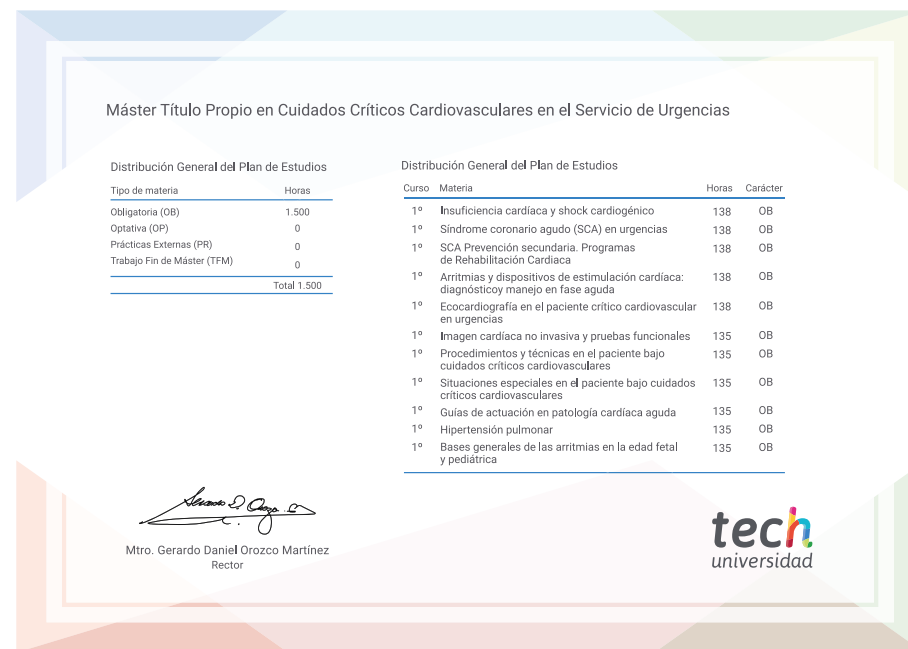 Máster Título Propio en Cuidados Críticos Cardiovasculares en el Servicio de Urgencias
Distribución General del Plan de Estudios
Tipo de materia Horas
Obligatoria (OB) 1.500
Optativa (OP) 0
Prácticas Externas (PR) 0
Trabajo Fin de Máster (TFM) 0
Total 1.500
Distribución General del Plan de Estudios
Curso Materia Horas Carácter
1º Insuficiencia cardíaca y shock cardiogénico 138 OB
1º Síndrome coronario agudo (SCA) en urgencias 138 OB
1º SCA Prevención secundaria. Programas
de Rehabilitación Cardiaca 138 OB
1º Arritmias y dispositivos de estimulación cardíaca:
diagnósticoy manejo en fase aguda 138 OB
1º Ecocardiografía en el paciente crítico cardiovascular
en urgencias 138 OB
1º Imagen cardíaca no invasiva y pruebas funcionales 135 OB
1º Procedimientos y técnicas en el paciente bajo
cuidados críticos cardiovasculares 135 OB
1º Situaciones especiales en el paciente bajo cuidados
críticos cardiovasculares 135 OB
1º Guías de actuación en patología cardíaca aguda 135 OB
1º Hipertensión pulmonar 135 OB
1º Bases generales de las arritmias en la edad fetal
y pediátrica 135 OB
Mtro. Gerardo Daniel Orozco Martínez
Rector
tech
universidad